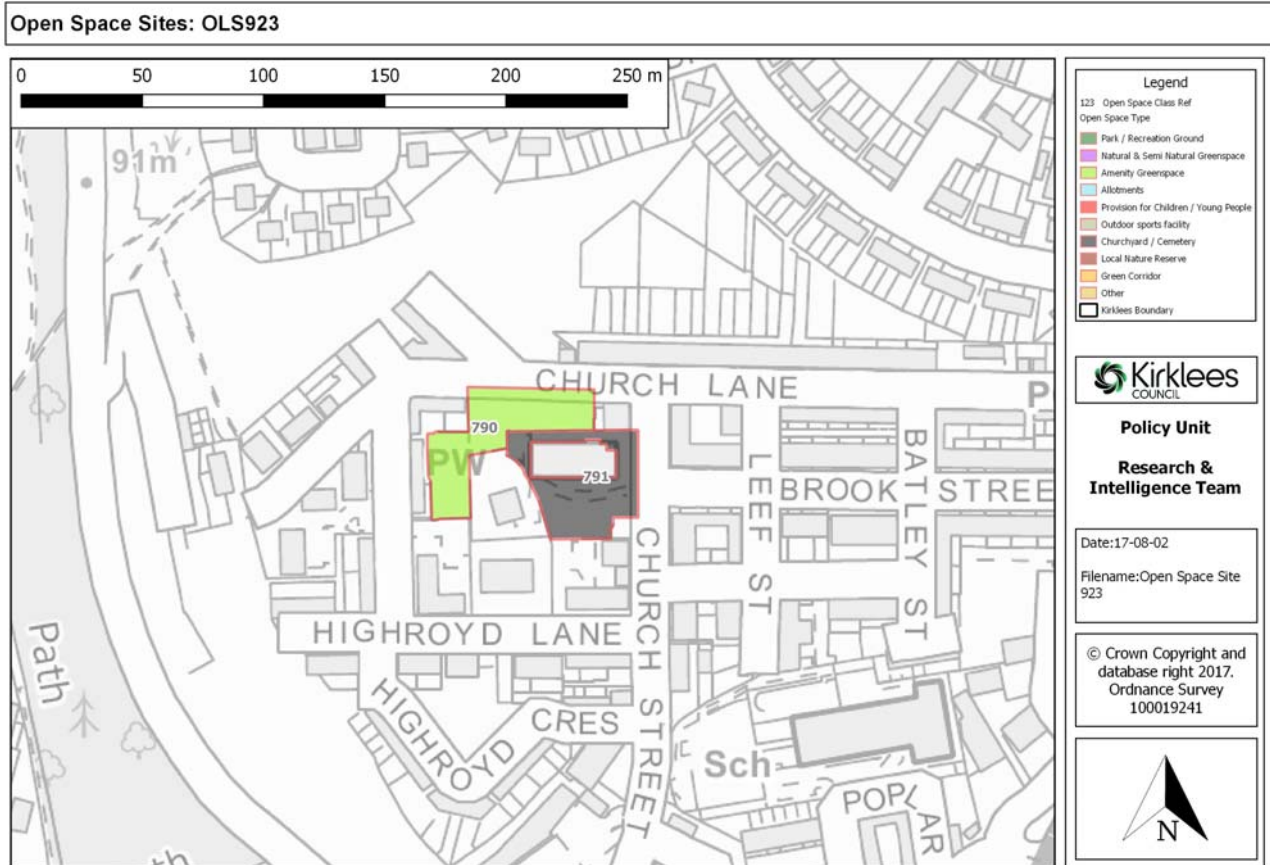 Open Space Sites: OLS923
0 50 100 150 200 250 m
91m
CHURCH LANE
790
PW
791
LEEF ST
BATLEY ST
BROOK STREE
CHURCH STREET
HIGHROYD LANE
HIGHROYD CRES
Path
Sch
POPLAR
Legend
123 Open Space Class Ref
Open Space Type
Park / Recreation Ground
Natural & Semi Natural Greenspace
Amenity Greenspace
Allotments
Provision for Children / Young People
Outdoor sports facility
Churchyard / Cemetery
Local Nature Reserve
Green Corridor
Other
Kirklees Boundary
Kirklees
COUNCIL
Policy Unit
Research &
Intelligence Team
Date:17-08-02
Filename:Open Space Site
923
© Crown Copyright and
database right 2017.
Ordnance Survey
100019241
N